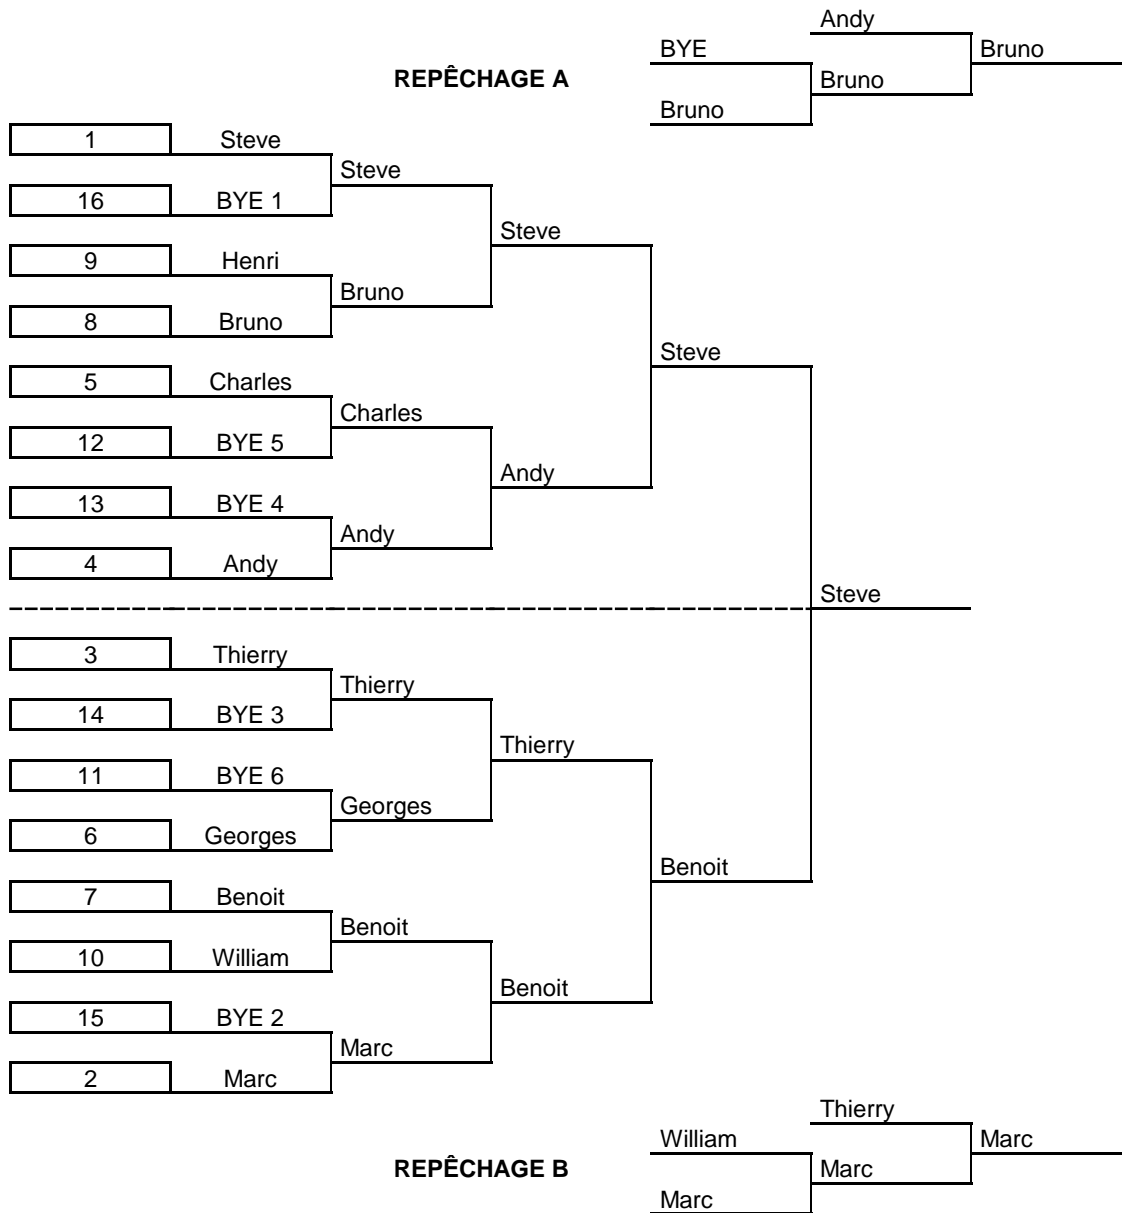 Andy
BYE Bruno
REPÊCHAGE A
Bruno
Bruno
1 Steve
Steve
16 BYE 1
Steve
9 Henri
Bruno
8 Bruno
Steve
5 Charles
Charles
12 BYE 5
Andy
13 BYE 4
Andy
4 Andy
Steve
3 Thierry
Thierry
14 BYE 3
Thierry
11 BYE 6
Georges
6 Georges
Benoit
7 Benoit
Benoit
10 William
Benoit
15 BYE 2
Marc
2 Marc
Thierry
William Marc
REPÊCHAGE B
Marc
Marc